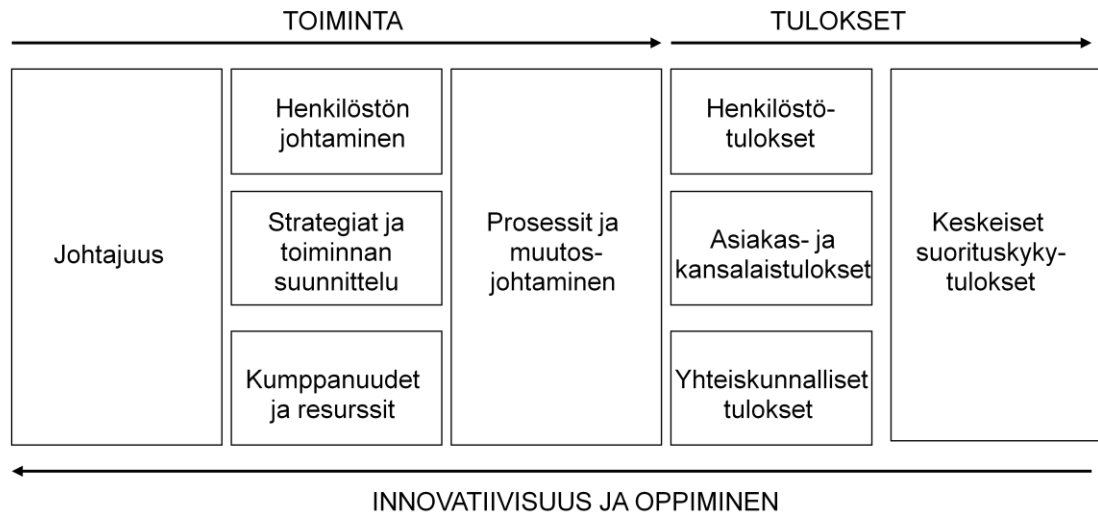 TOIMINTA
TULOKSET
Johtajuus
Henkilöstön
johtaminen
Strategiat ja
toiminnan
suunnittelu
Kumppanuudet
ja resurssit
Prosessit ja
muutos-
johtaminen
Henkilöstö-
tulokset
Asiakas- ja
kansalaistulokset
Yhteiskunnalliset
tulokset
Keskeiset
suorituskyky-
tulokset
INNOVATIIVISUUS JA OPPIMINEN